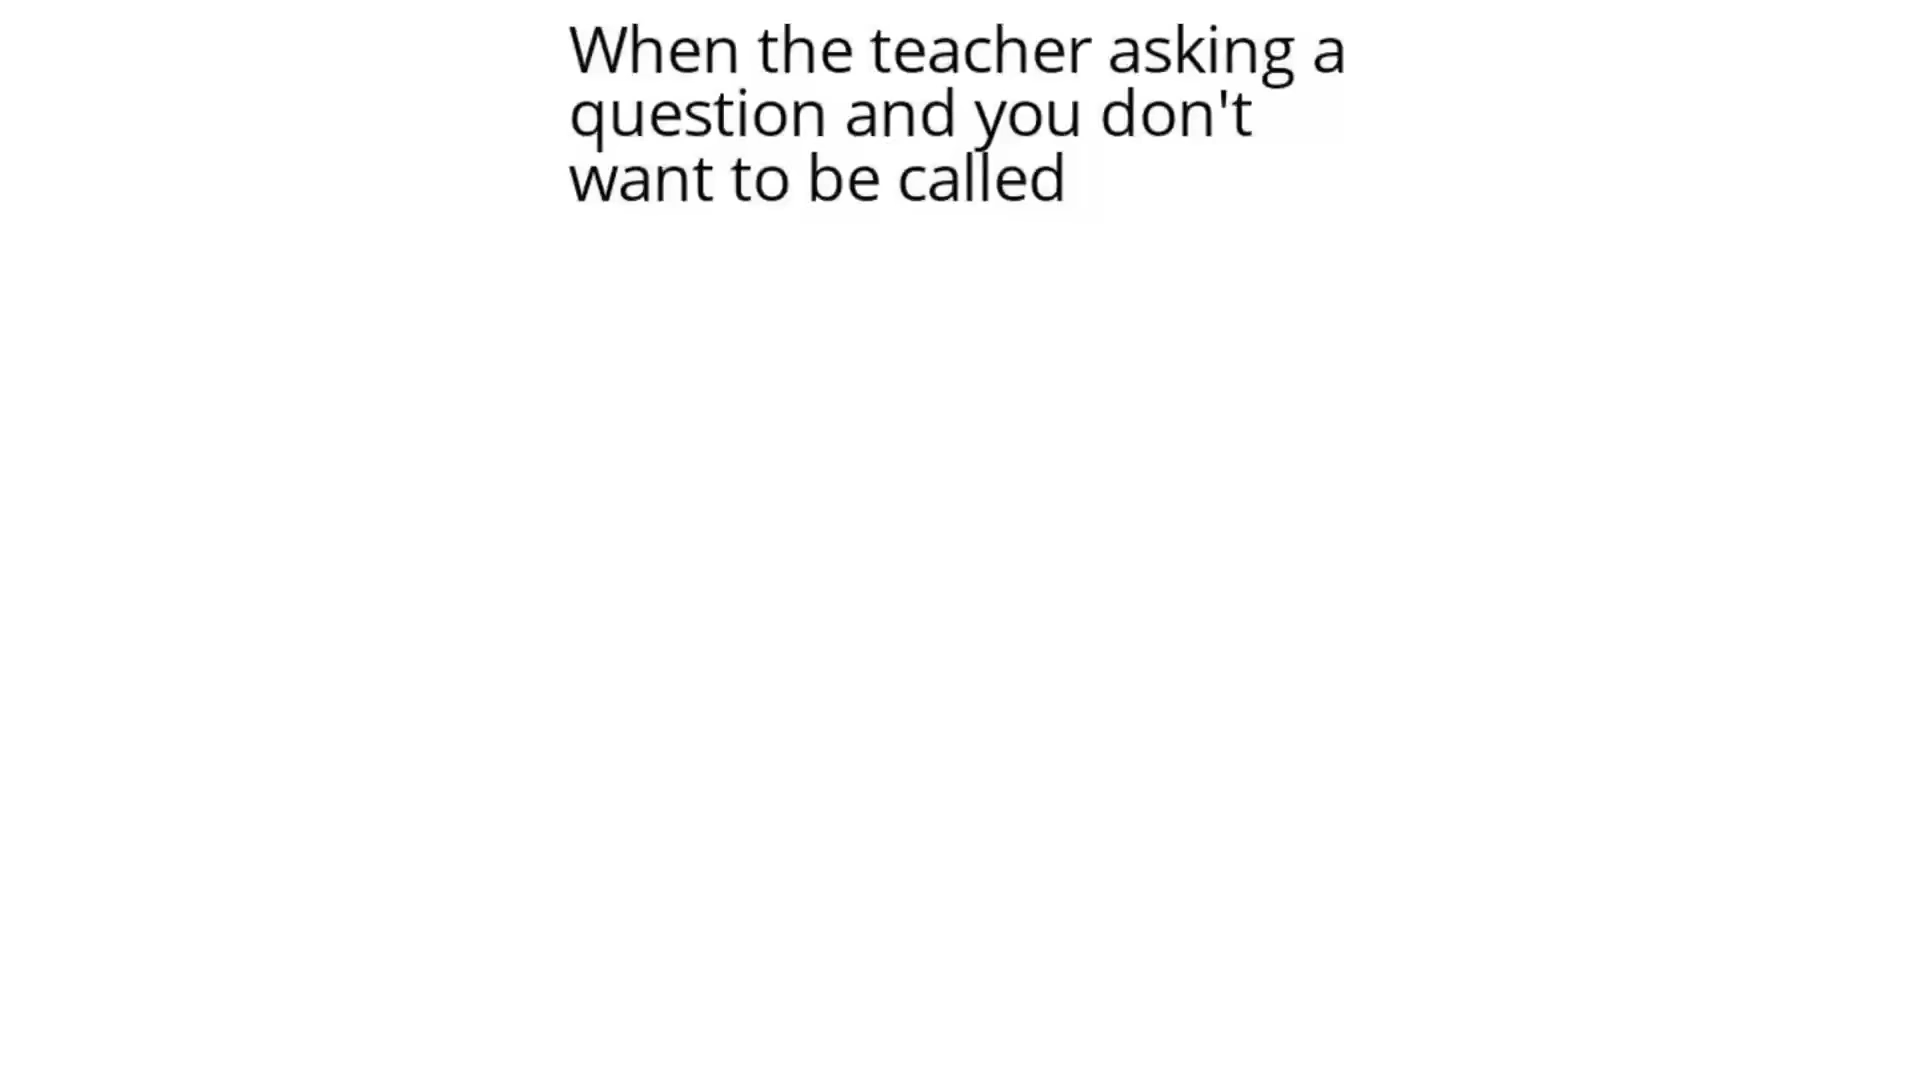 When the teacher asking a
question and you don't
want to be called